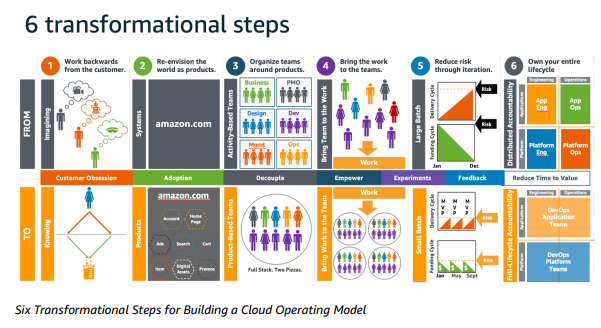 6 transformational steps
1 Work backwards
from the customer.
2 Re-envision the
world as products.
3 Organize teams
around products.
4 Bring the work
to the teams.
5 Reduce risk
through iteration.
6 Own your entire
lifecycle
FROM
Imagining
Systems
amazon.com
Activity-Based Teams
Business
PMO
Design
Dev
Mgmt
Ops
Bring Team to the Work
Work
Large Batch
Delivery Cycle
Risk
Funding Cycle
Risk
Jan
Dec
Distributed Accountability
Engineering
Operations
Applications
App
Eng
App
Ops
Platform
Platform
Eng
Platform
Ops
Customer Obsession
Adoption
Decouple
Empower
Experiments
Feedback
Reduce Time to Value
TO
Knowing
Products
amazon.com
Account
Home
Page
Ads
Search
Cart
Item
Digital
Assets
Product-Based Terms
Full Stack. Two Pizzas.
Bring Work to the Team
Work
Small Batch
Delivery Cycle
M V P
M V P
M V P
Risk
Funding Cycle
Risk
Jan
May
Sept
Full-Lifecycle Accountability
Engineering
Operations
Applications
DevOps
Application
Teams
Platform
DevOps
Platform
Teams
Six Transformational Steps for Building a Cloud Operating Model